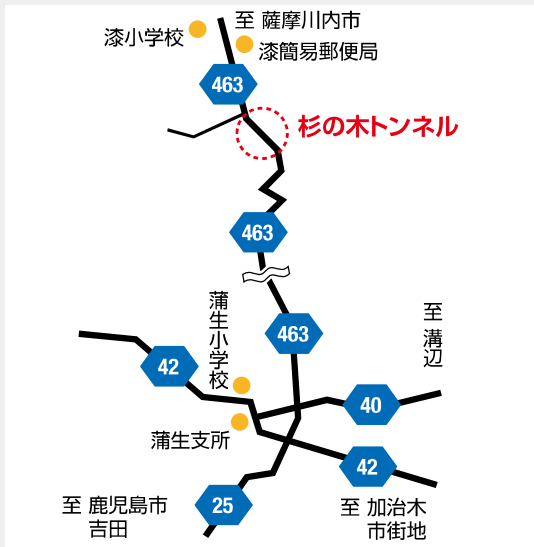 至 薩摩川内市
漆小学校
漆簡易郵便局
463
杉の木トンネル
463
463
蒲生小学校
至 溝辺
42
40
蒲生支所
42
25
至 鹿児島市
吉田
至 加治木
市街地